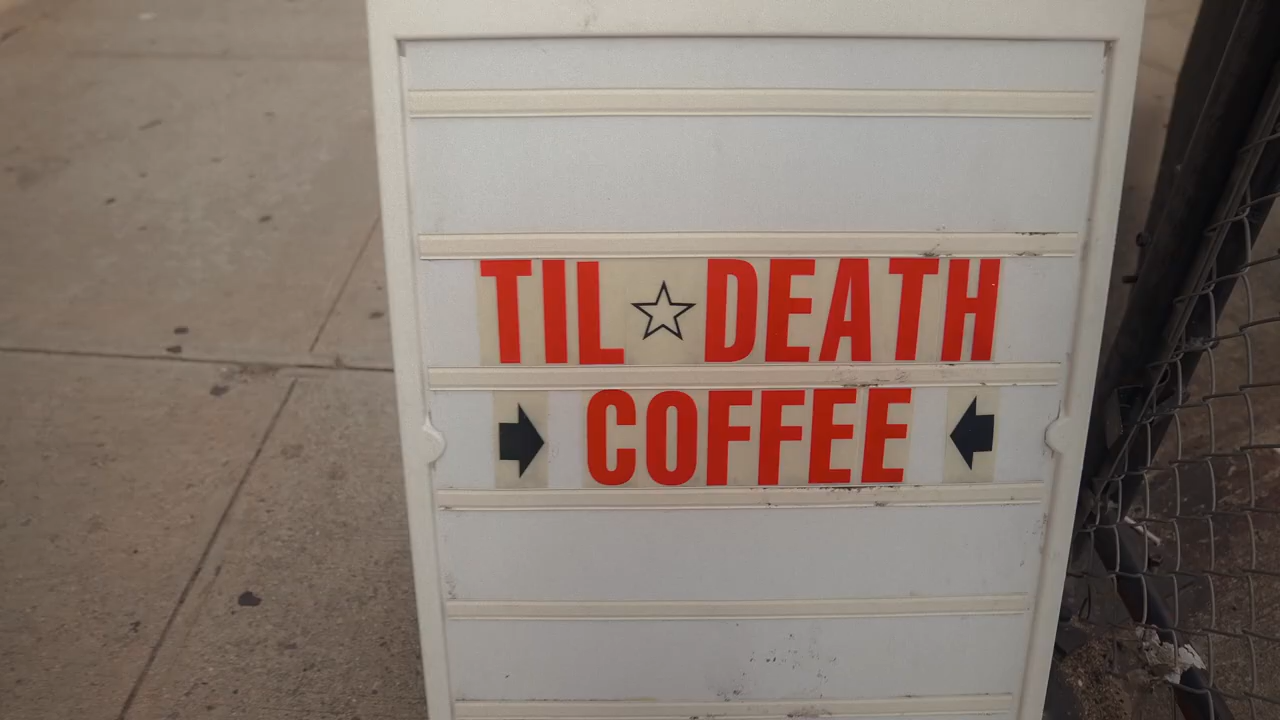 TIL ☆ DEATH
➡ COFFEE ⬅